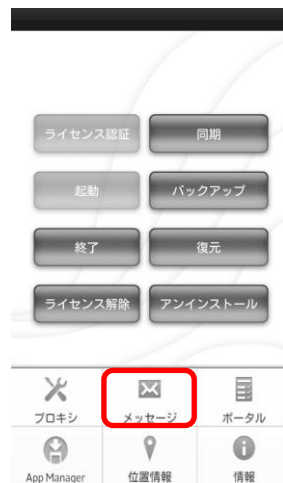 ライセンス認証 同期
起動 バックアップ
終了 復元
ライセンス解除 アンインストール
プロキシ メッセージ ポータル
App Manager 位置情報 情報